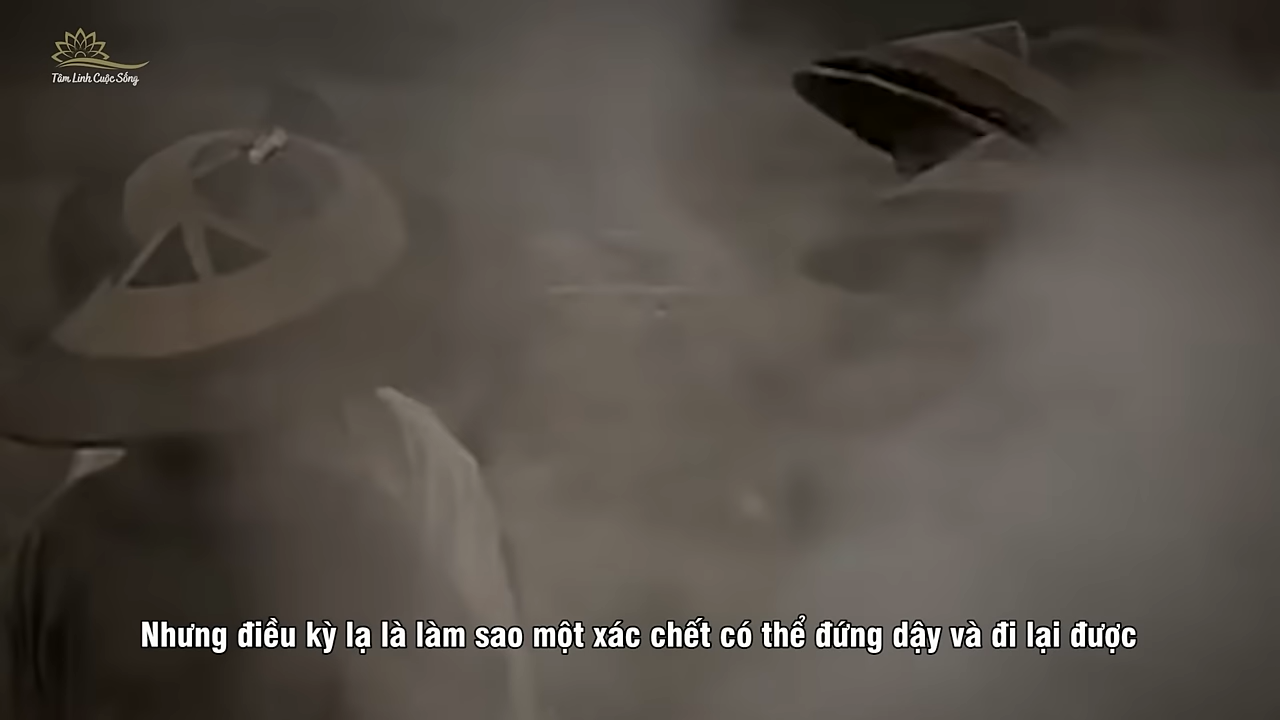 Tâm Linh Cuộc Sống
Nhưng điều kỳ lạ là làm sao một xác chết có thể đứng dậy và đi lại được